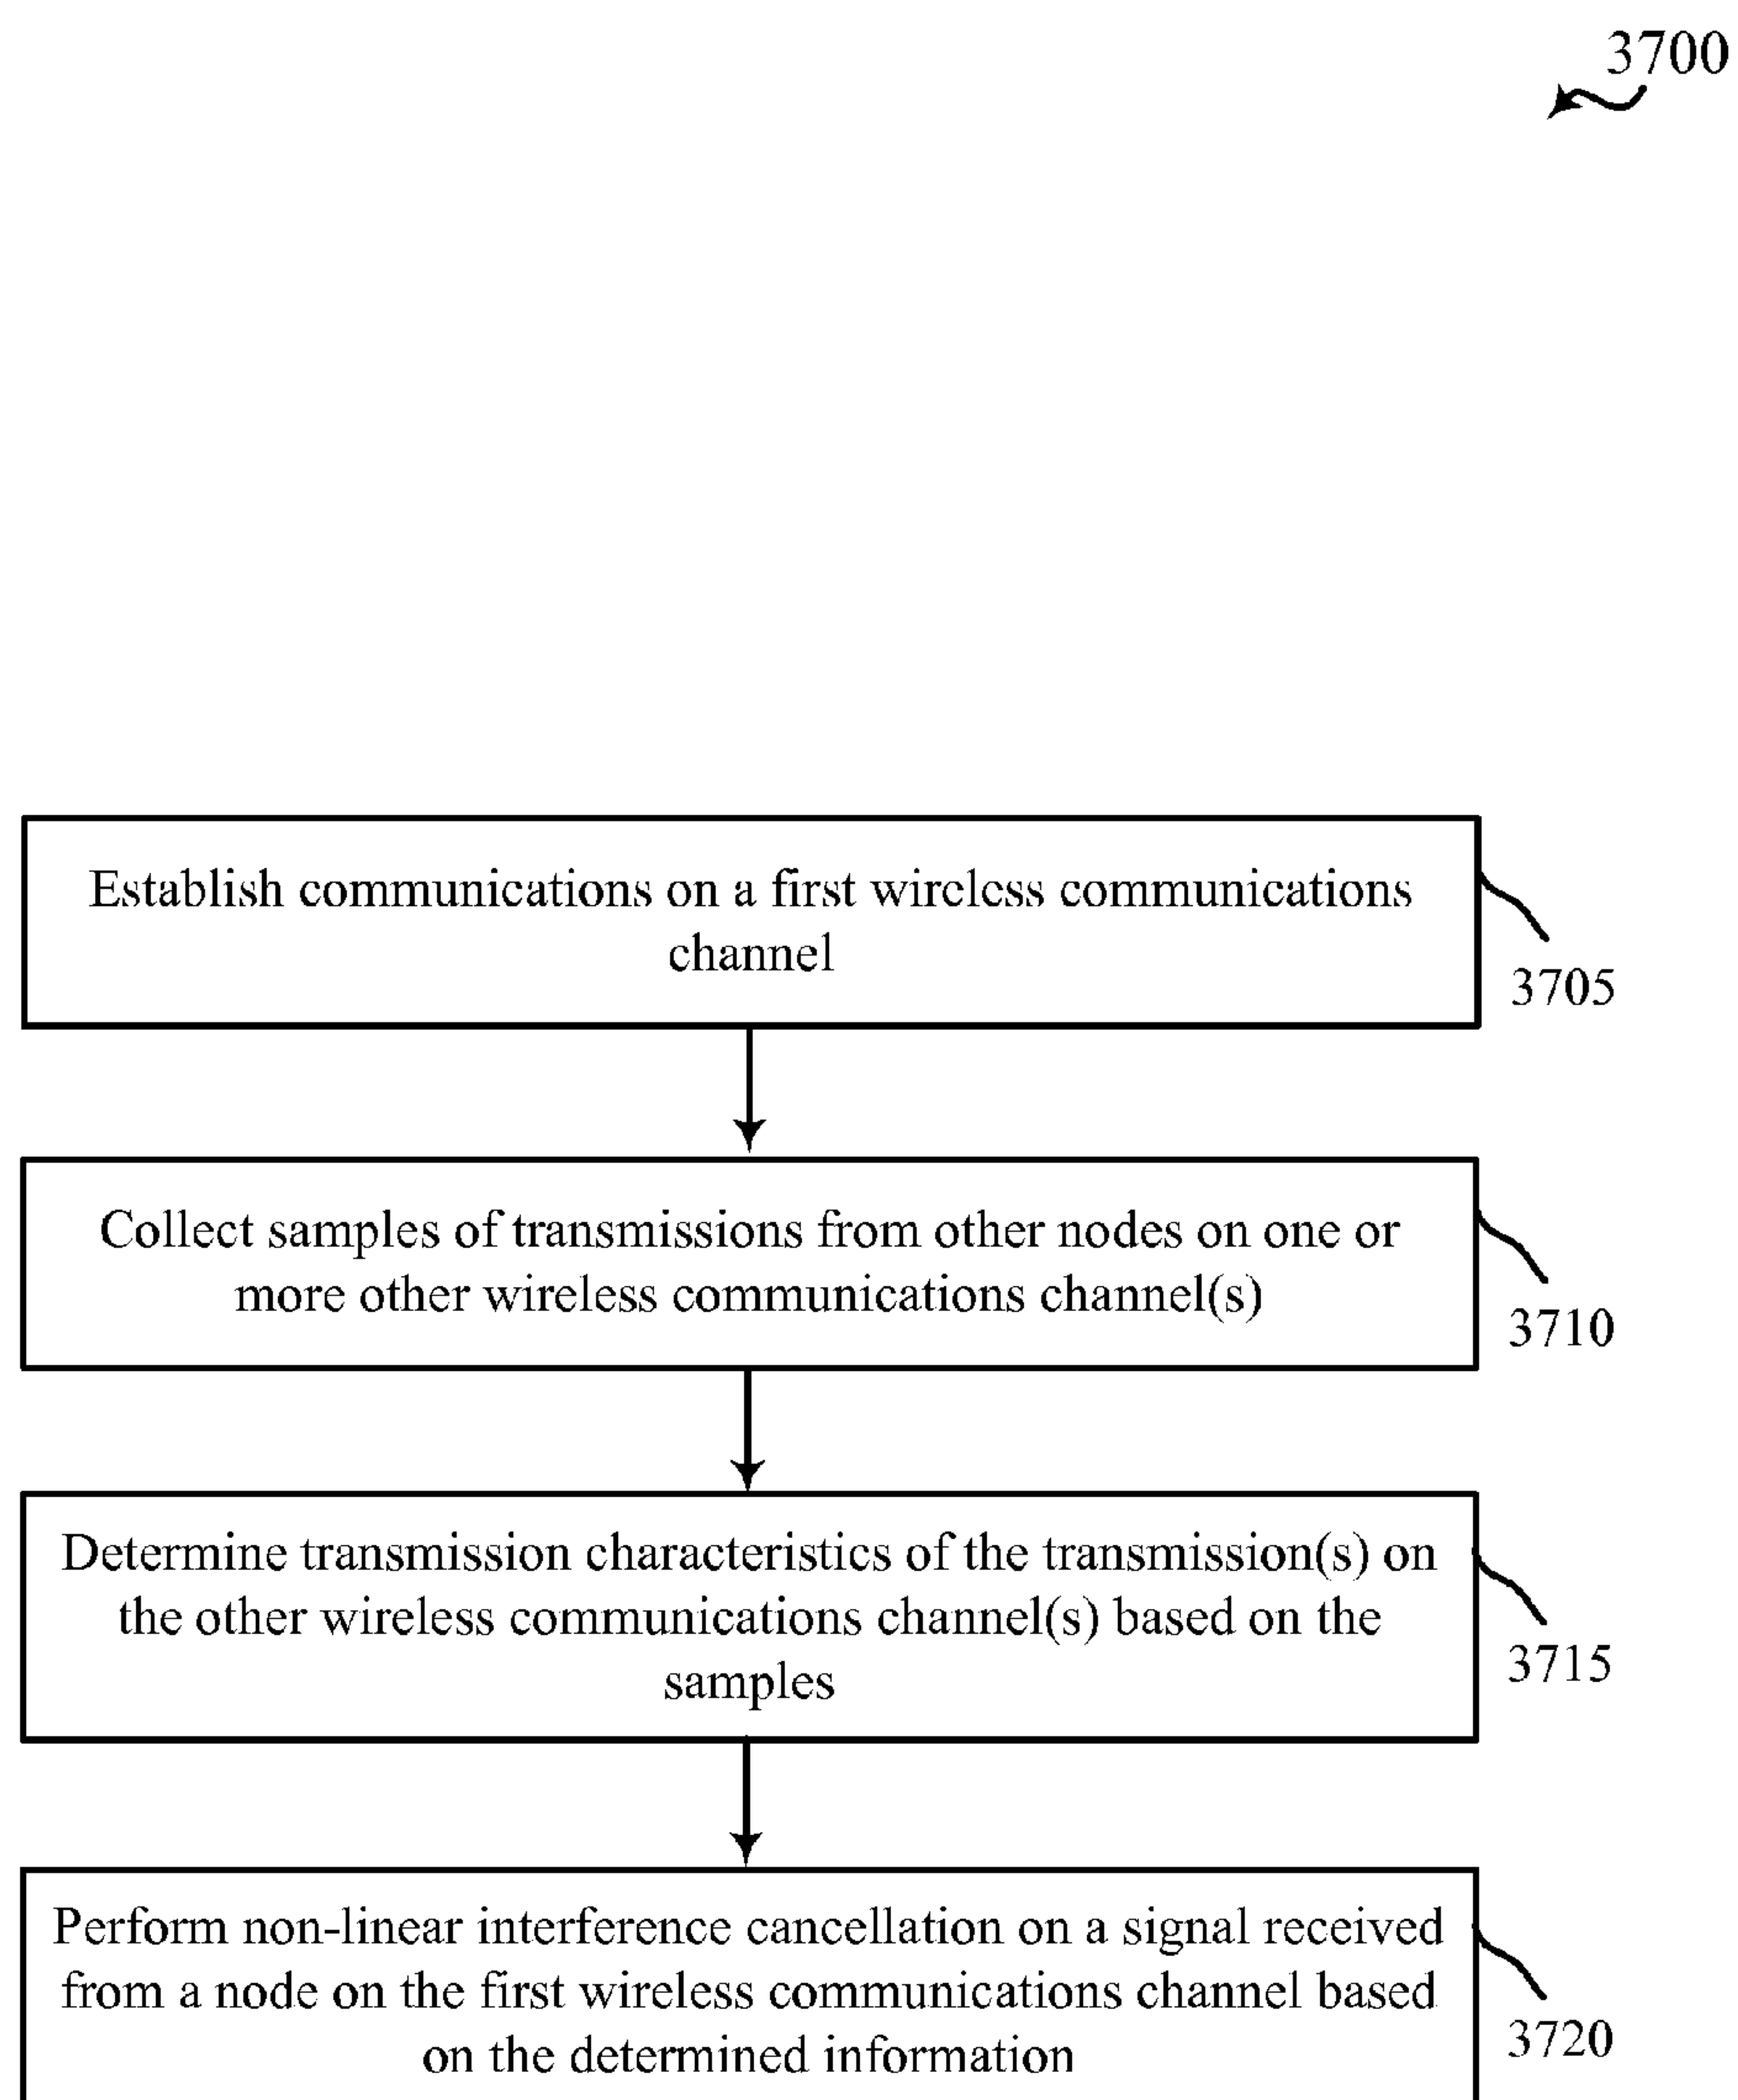 3700
Establish communications on a first wireless communications
channel
3705
Collect samples of transmissions from other nodes on one or
more other wireless communications channel(s)
3710
Determine transmission characteristics of the transmission(s) on
the other wireless communications channel(s) based on the
samples
3715
Perform non-linear interference cancellation on a signal received
from a node on the first wireless communications channel based
on the determined information
3720